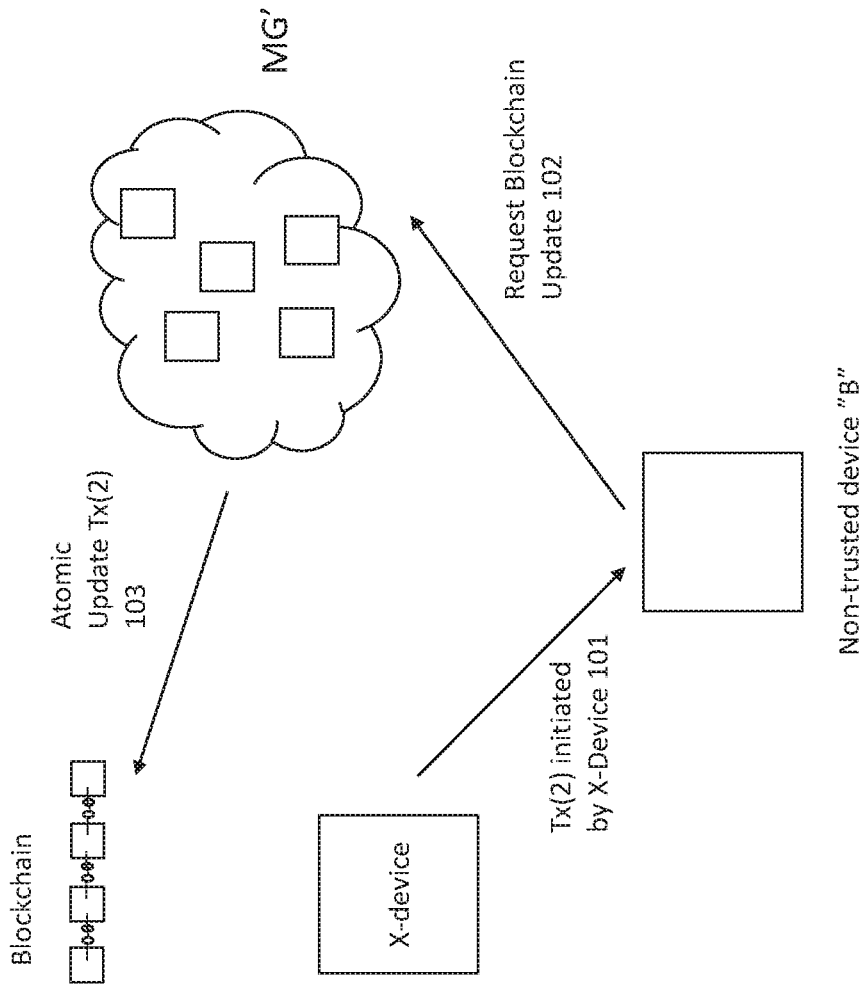 Blockchain
Atomic
Update Tx(2)
103
MG'
X-device
Tx(2) initiated
by X-Device 101
Request Blockchain
Update 102
Non-trusted device "B"